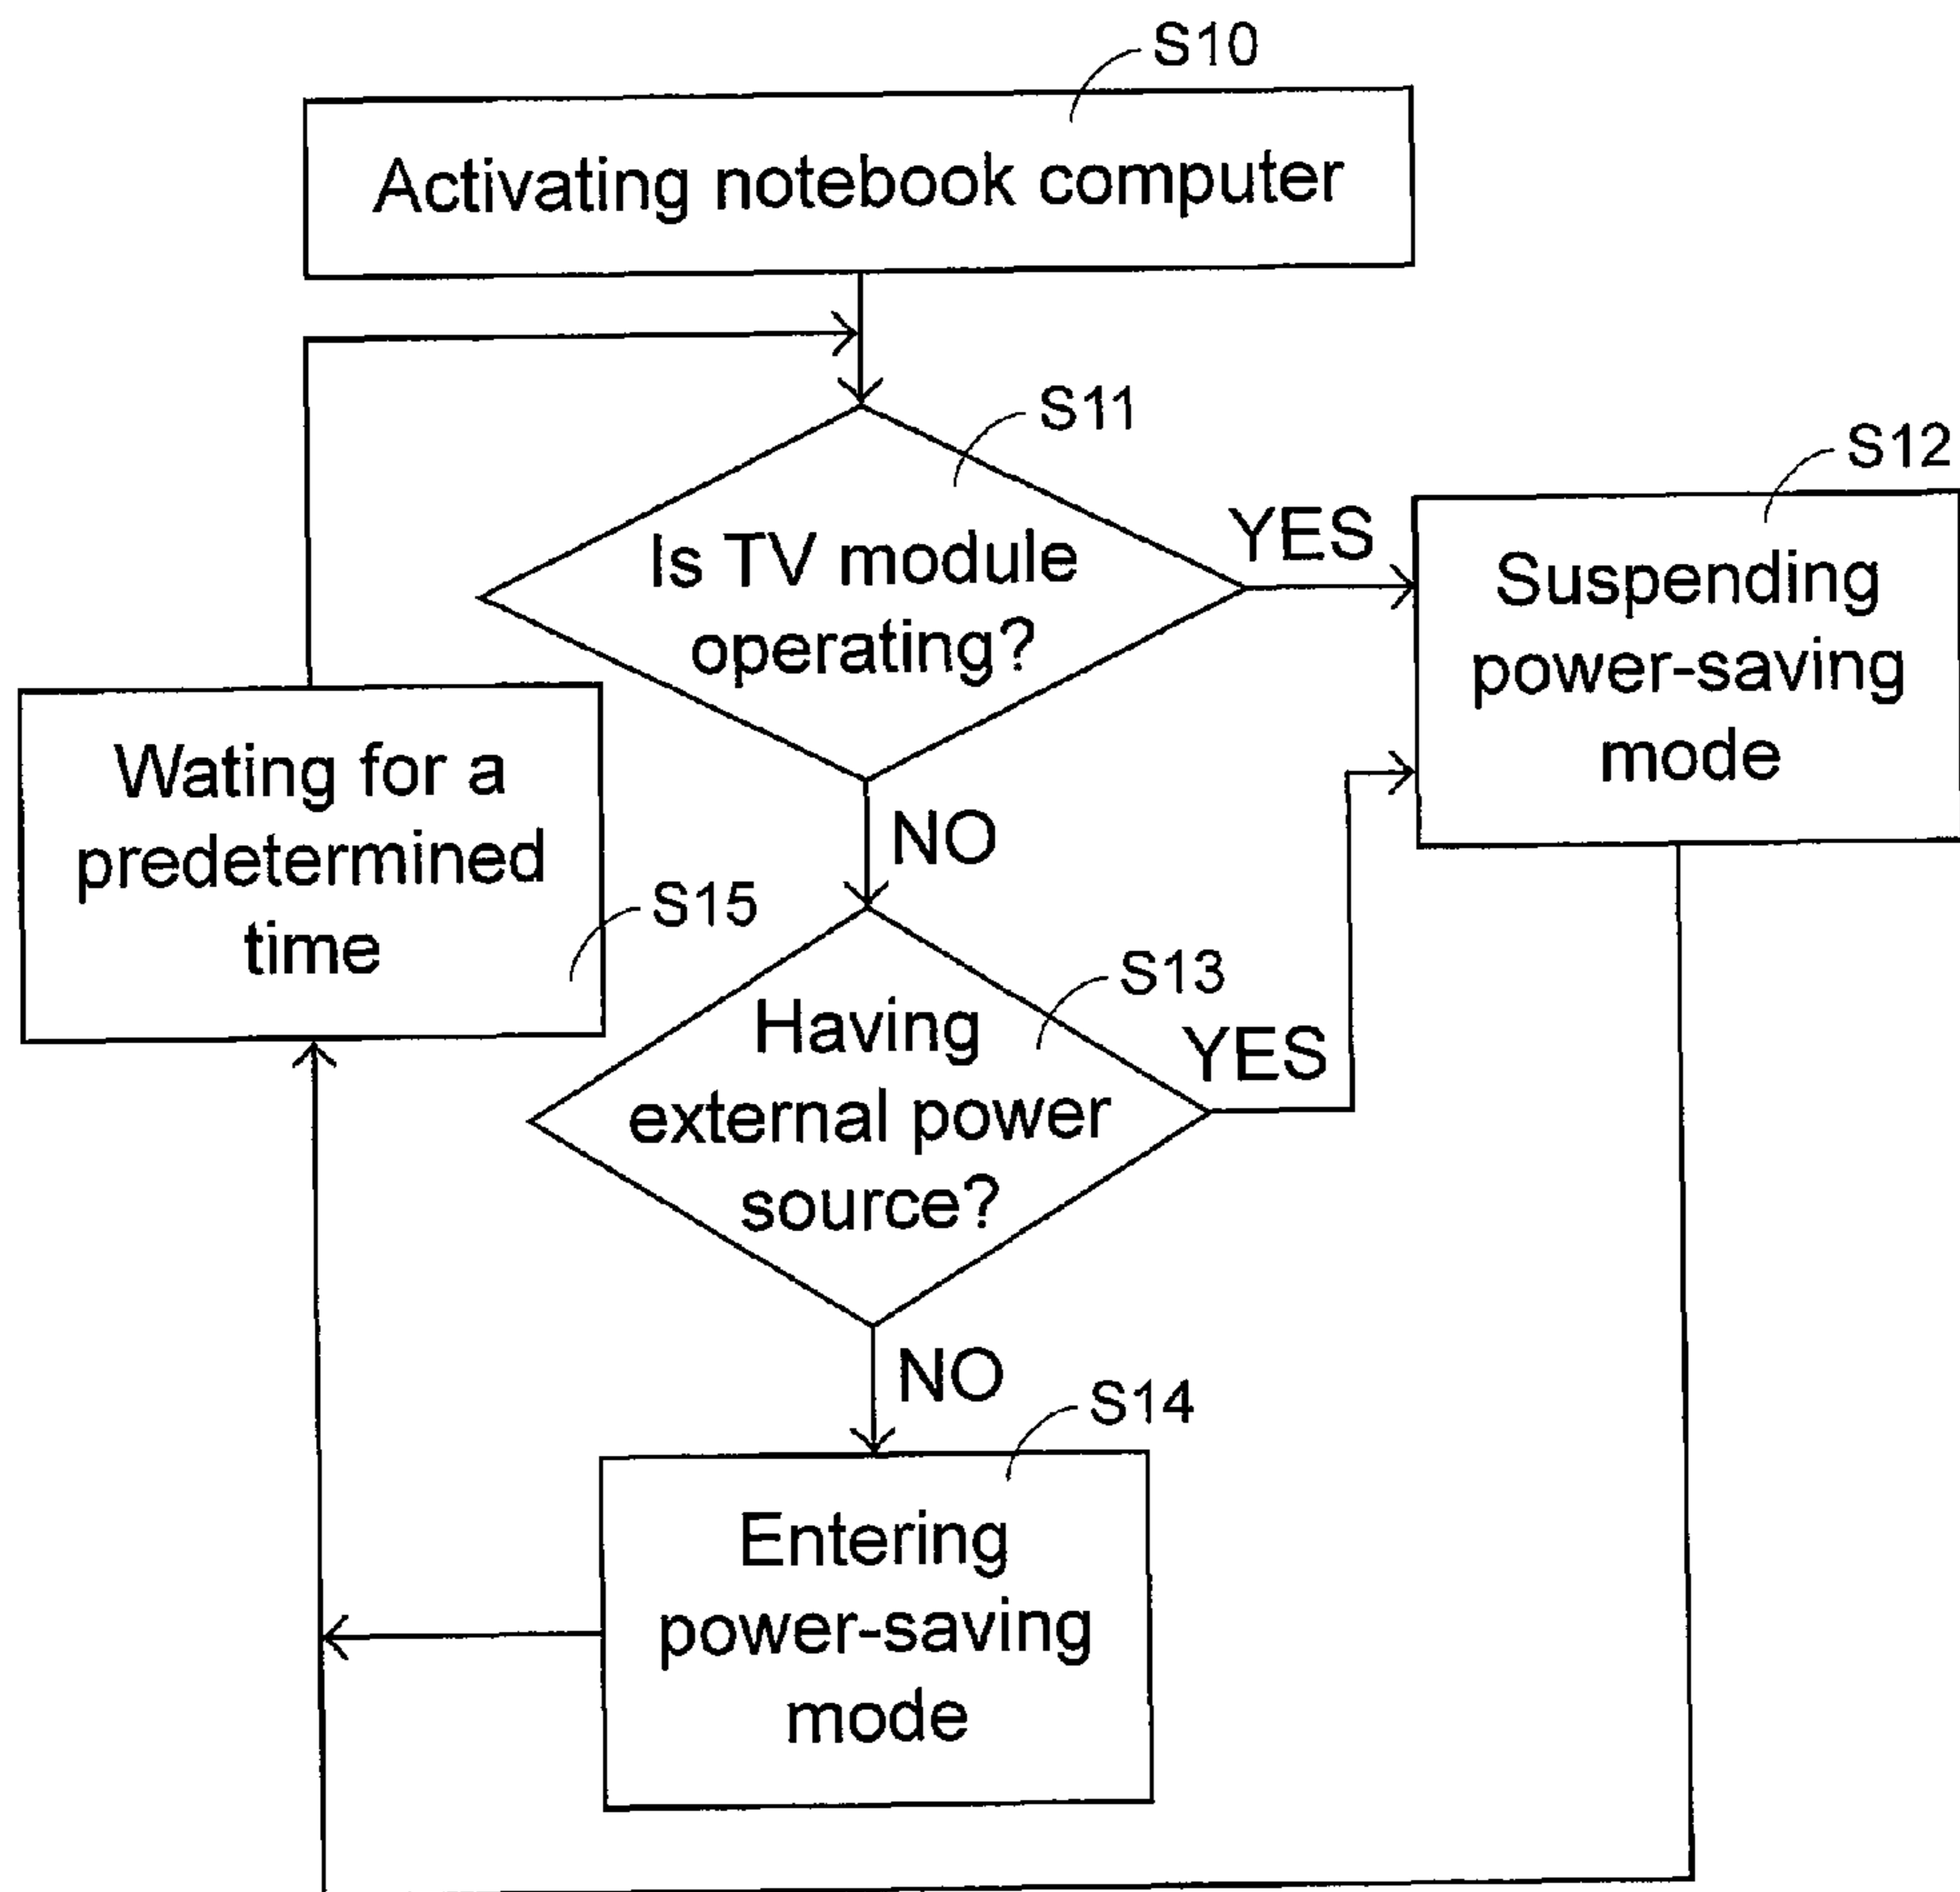 S10
Activating notebook computer
S11
Is TV module
operating?
YES
S12
Suspending
power-saving
mode
NO
Wating for a
predetermined
time
S15
S13
Having
external power
source?
YES
NO
S14
Entering
power-saving
mode